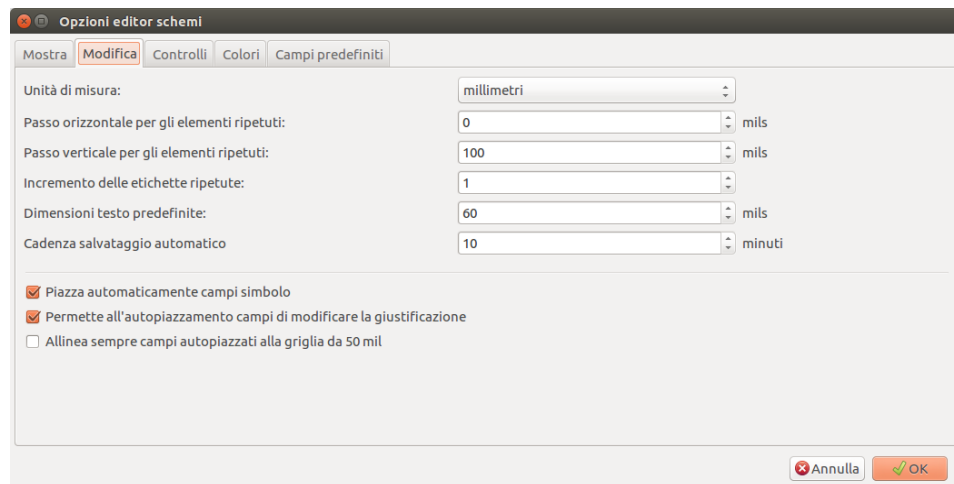 Opzioni editor schemi
Mostra Modifica Controlli Colori Campi predefiniti
Unità di misura: millimetri
Passo orizzontale per gli elementi ripetuti: 0 mils
Passo verticale per gli elementi ripetuti: 100 mils
Incremento delle etichette ripetute: 1
Dimensioni testo predefinite: 60 mils
Cadenza salvataggio automatico 10 minuti
Piazza automaticamente campi simbolo
Permette all'autopiazzamento campi di modificare la giustificazione
Allinea sempre campi autopiazzati alla griglia da 50 mil
Annulla OK